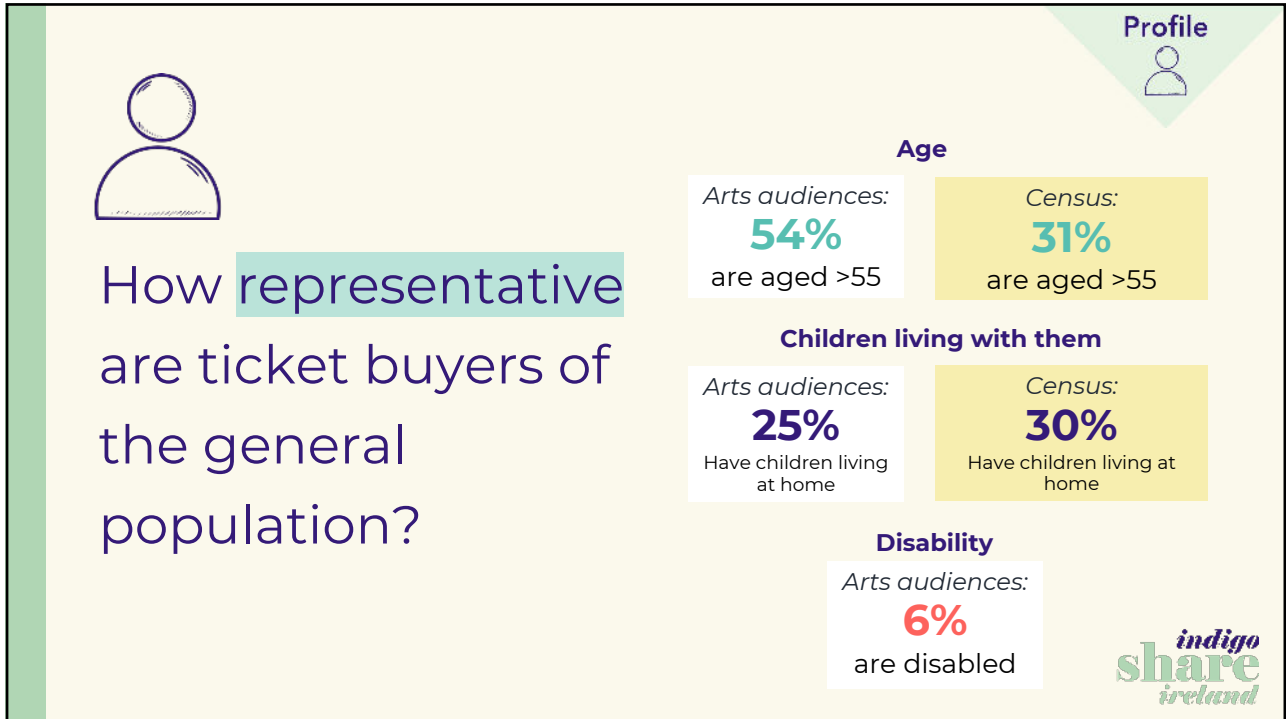 Profile
How representative
are ticket buyers of
the general
population?
Age
Arts audiences:
54%
are aged >55
Census:
31%
are aged >55
Children living with them
Arts audiences:
25%
Have children living
at home
Census:
30%
Have children living at
home
Disability
Arts audiences:
6%
are disabled
indigo
share
ireland